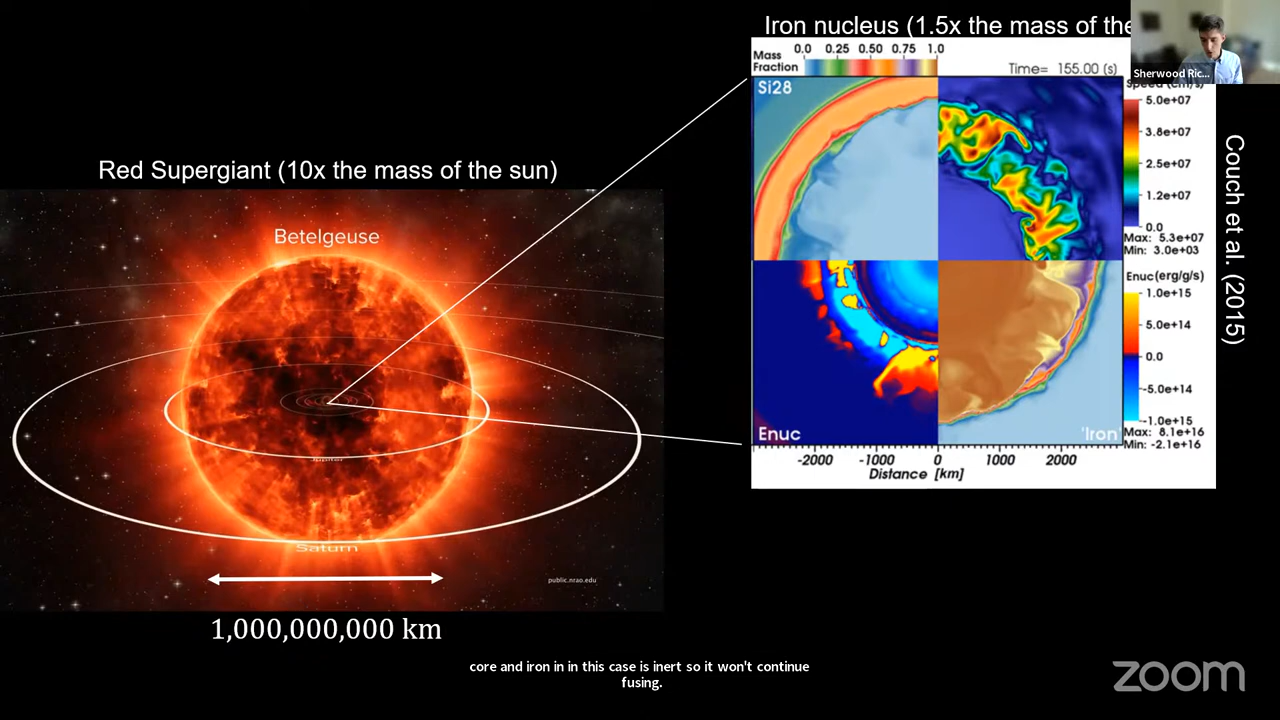 Iron nucleus (1.5x the mass of the
Sherwood Ric...
Mass
Fraction
0.0 0.25 0.50 0.75 1.0
Time= 155.00 (s)
Si28
5.0e+07
3.8e+07
2.5e+07
1.2e+07
0.0
Max: 5.3e+07
Min: 3.0e+03
Couch et al. (2015)
Red Supergiant (10x the mass of the sun)
Betelgeuse
Enuc(erg/g/s)
1.0e+15
5.0e+14
0.0
-5.0e+14
-1.0e+15
Max: 8.1e+16
Min: -2.1e+16
Enuc
'Iron'
-2000 -1000 0 1000 2000
Distance [km]
Jupiter
Saturn
public.nrao.edu
1,000,000,000 km
core and iron in in this case is inert so it won't continue
fusing.
zoom